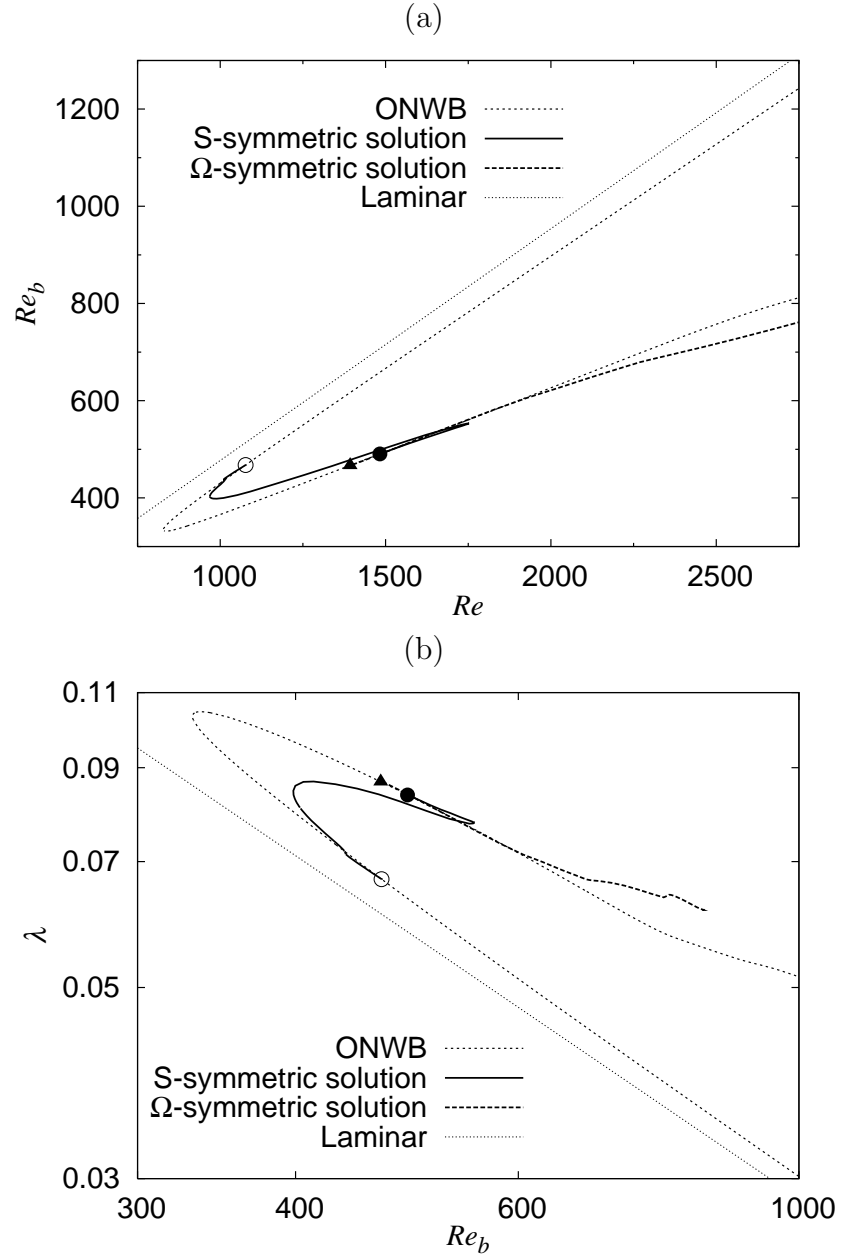 (a)
1200
1000
800
600
400
Re_b
ONWB
S-symmetric solution
Ω-symmetric solution
Laminar
1000 1500 2000 2500
Re
(b)
0.11
0.09
0.07
0.05
0.03
λ
ONWB
S-symmetric solution
Ω-symmetric solution
Laminar
300 400 600 1000
Re_b